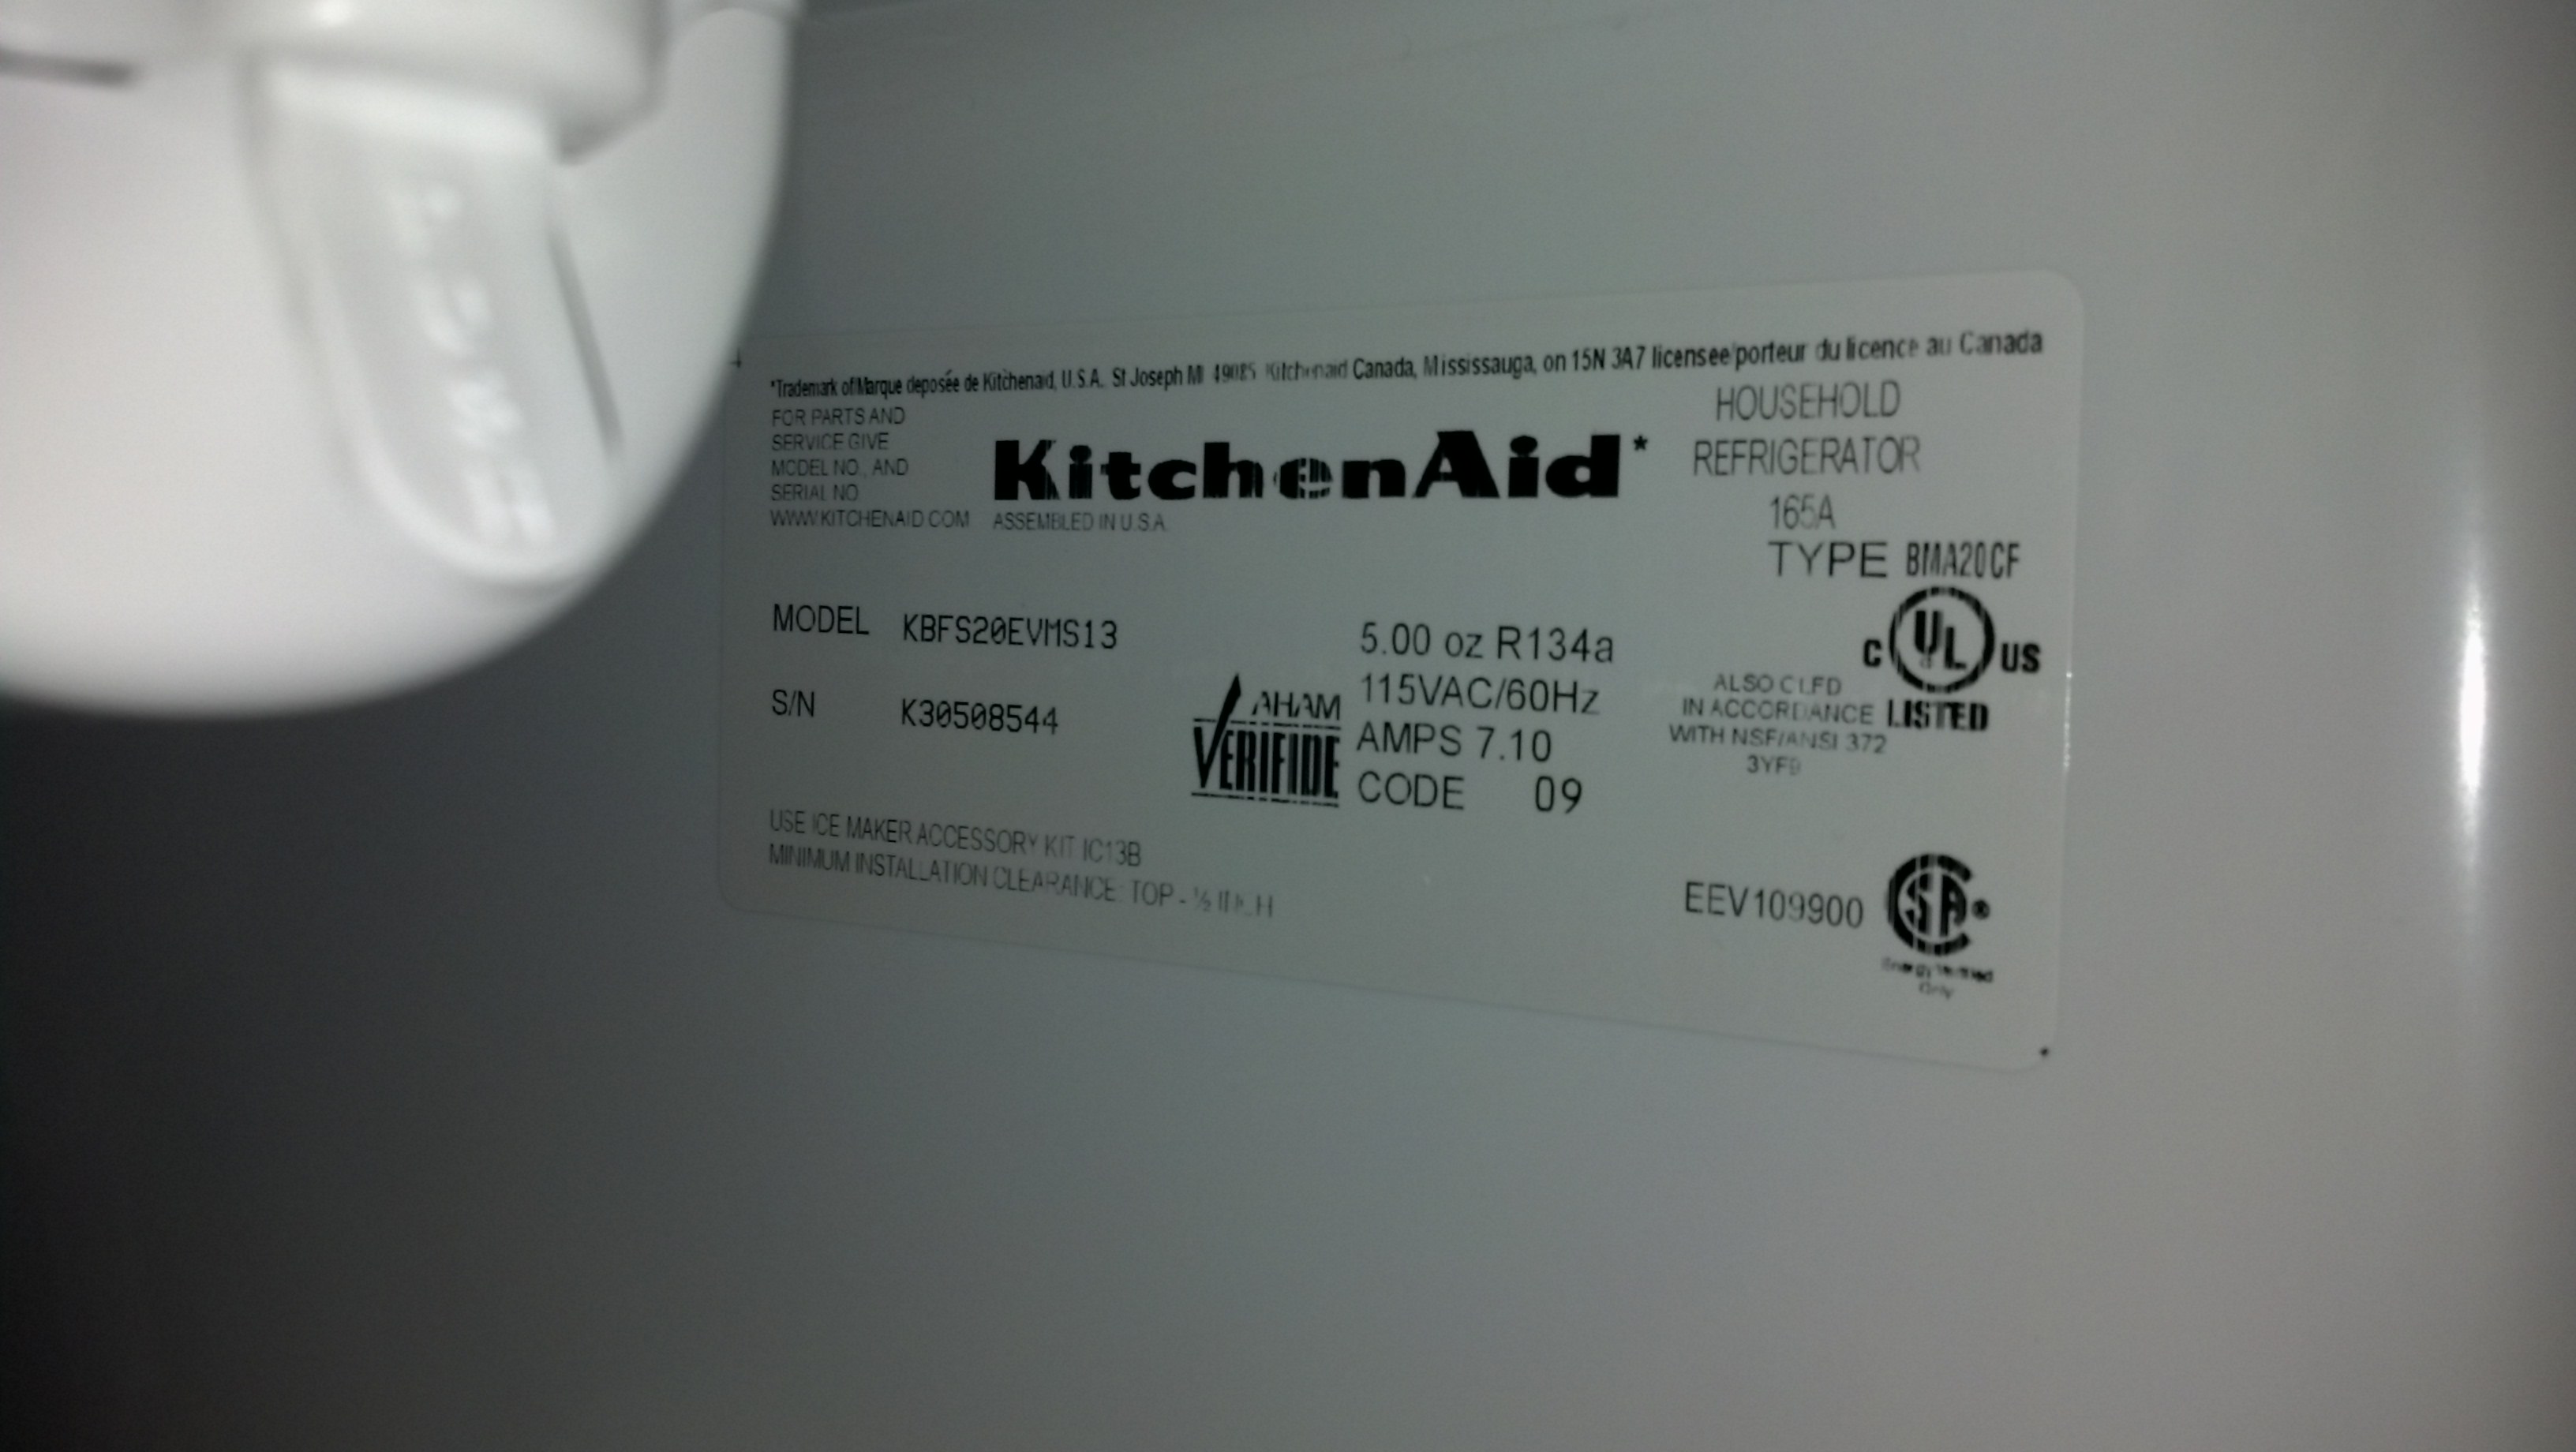 *Trademark of/Marque deposée de Kitchenaid, U.S.A. St Joseph MI 49085 Kitchenaid Canada, Mississauga, on 15N 3A7 licensee/porteur du licence au Canada
FOR PARTS AND
SERVICE GIVE
MODEL NO., AND
SERIAL NO
WWW.KITCHENAID.COM
KitchenAid*
ASSEMBLED IN U.S.A.
HOUSEHOLD
REFRIGERATOR
165A
TYPE BMA20CF
MODEL KBFS20EVMS13
S/N K30508544
AHAM
VERIFIDE
5.00 oz R134a
115VAC/60Hz
AMPS 7.10
CODE 09
C UL US
LISTED
ALSO
IN ACCORDANCE
WITH NSF/ANSI 372
USE ICE MAKER ACCESSORY KIT IC13B
MINIMUM INSTALLATION CLEARANCE: TOP - ½ INCH
EEV109900
SA®
Energy Verified
Only